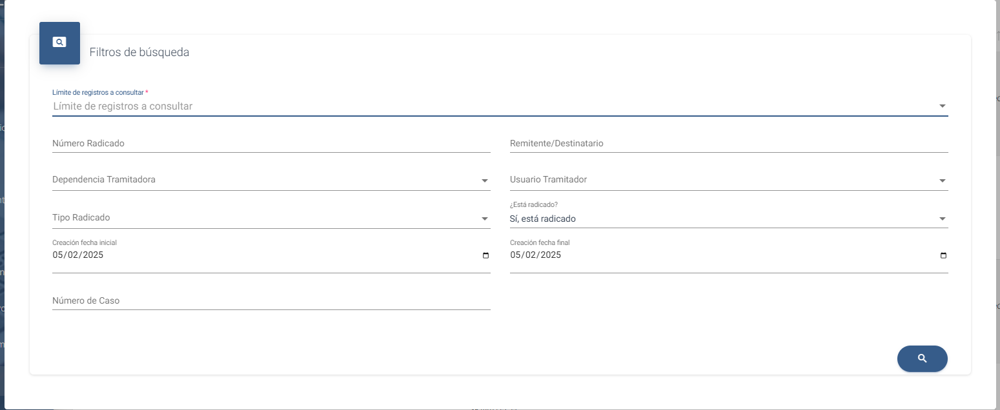 Filtros de búsqueda
Límite de registros a consultar *
Límite de registros a consultar
Número Radicado
Remitente/Destinatario
Dependencia Tramitadora
Usuario Tramitador
Tipo Radicado
¿Está radicado?
Sí, está radicado
Creación fecha inicial
05/02/2025
Creación fecha final
05/02/2025
Número de Caso